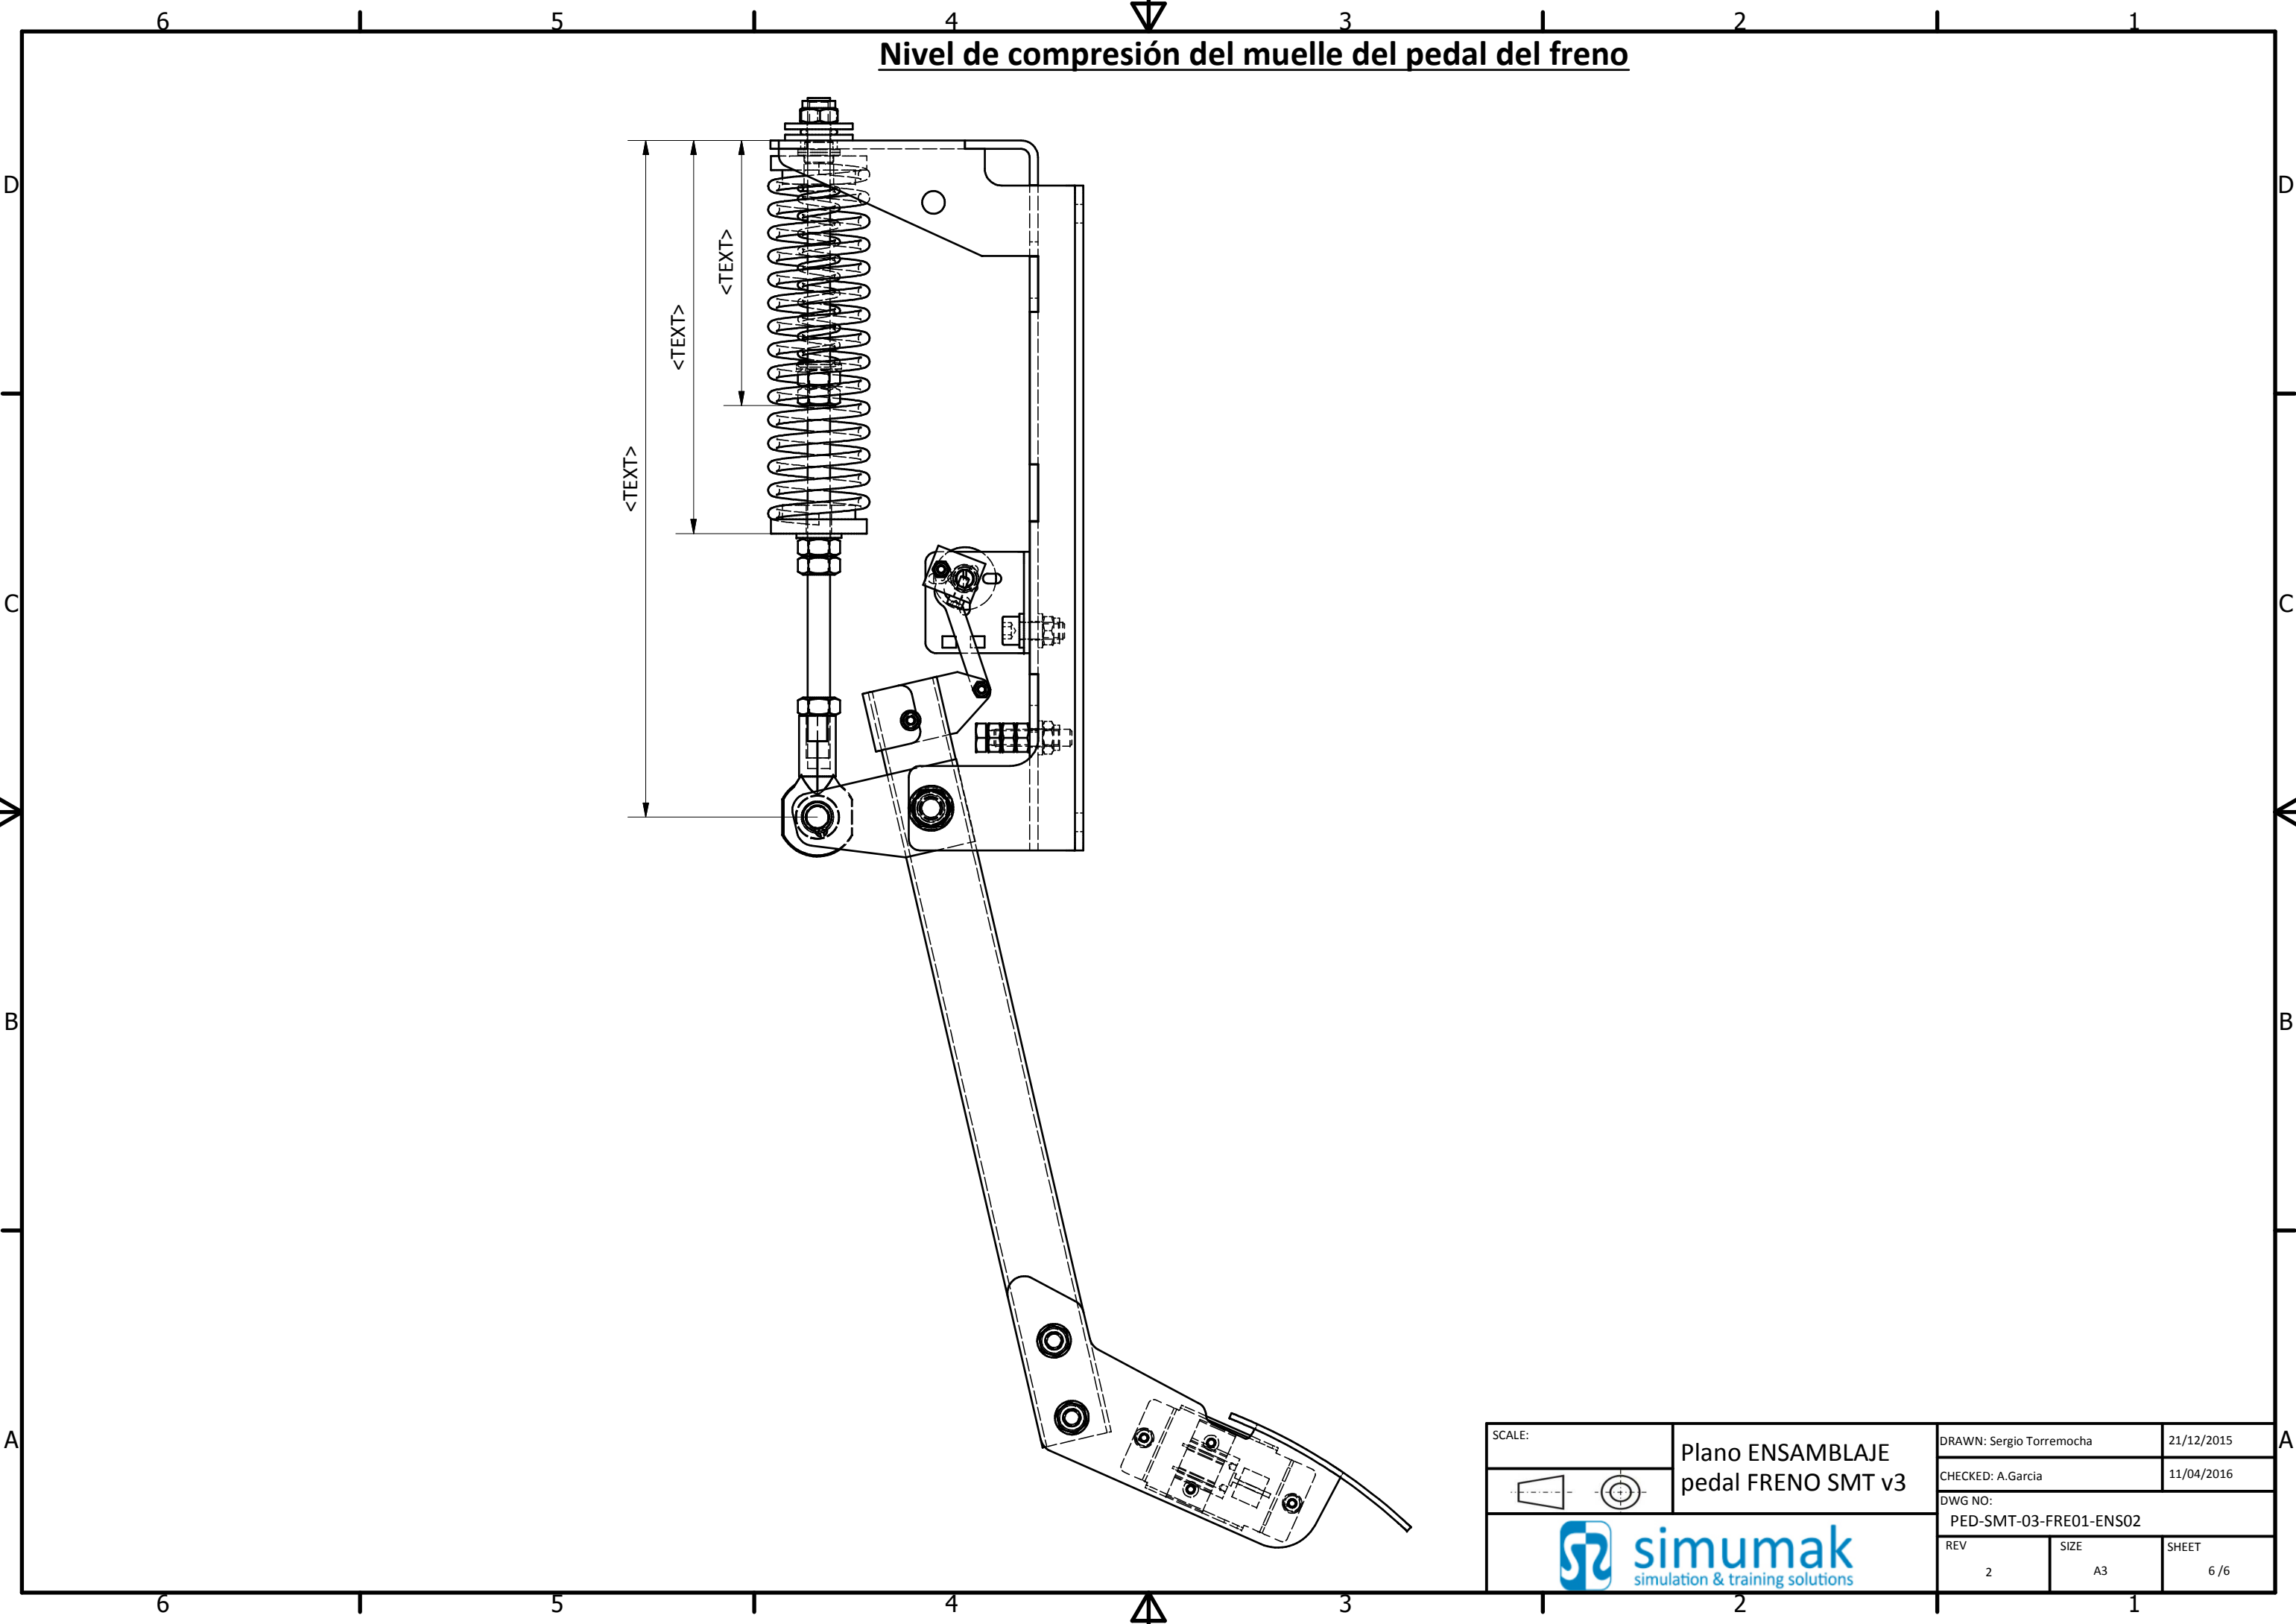 6 5 4 3 2 1
Nivel de compresión del muelle del pedal del freno
D D
<TEXT>
<TEXT>
<TEXT>
C C
B B
A A
SCALE:
Plano ENSAMBLAJE
pedal FRENO SMT v3
DRAWN: Sergio Torremocha 21/12/2015
CHECKED: A.Garcia 11/04/2016
DWG NO:
PED-SMT-03-FRE01-ENS02
REV SIZE SHEET
2 A3 6 /6
simumak
simulation & training solutions
6 5 4 3 2 1